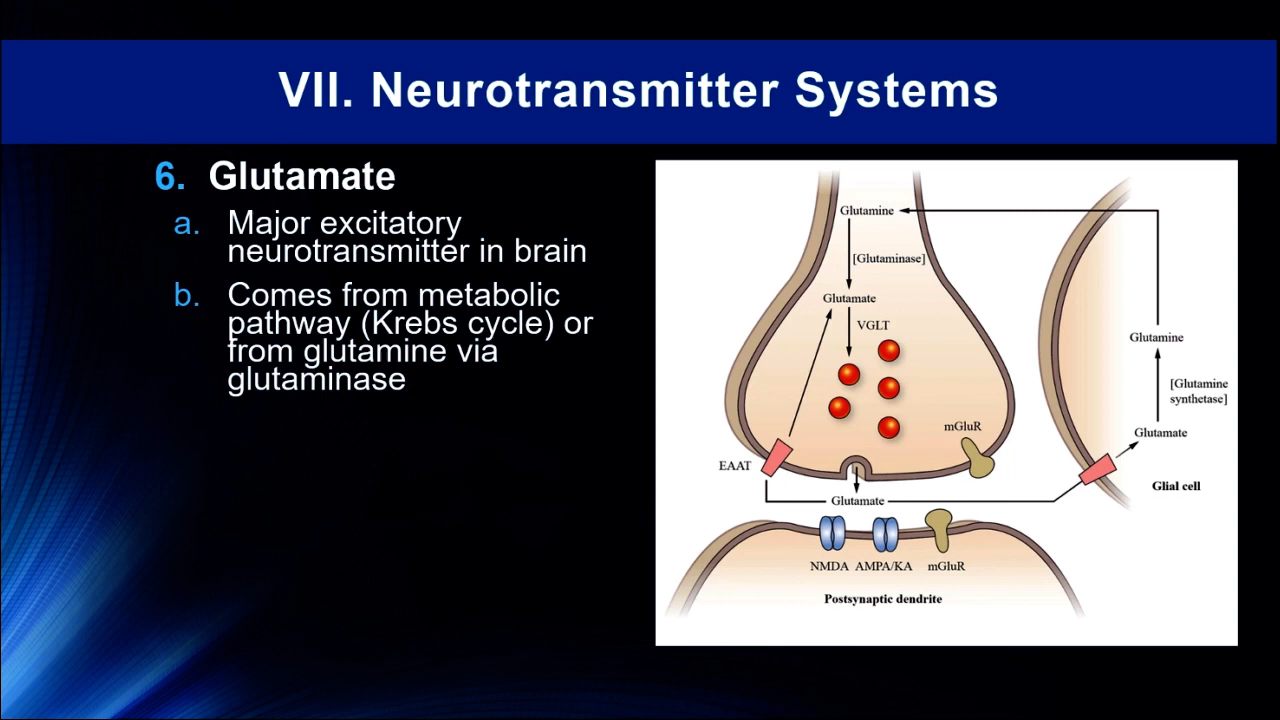 VII. Neurotransmitter Systems
6. Glutamate
a. Major excitatory
neurotransmitter in brain
b. Comes from metabolic
pathway (Krebs cycle) or
from glutamine via
glutaminase
Glutamine
[Glutaminase]
Glutamate
VGLT
mGluR
EAAT
Glutamate
NMDA AMPA/KA mGluR
Postsynaptic dendrite
Glutamine
[Glutamine
synthetase]
Glutamate
Glial cell